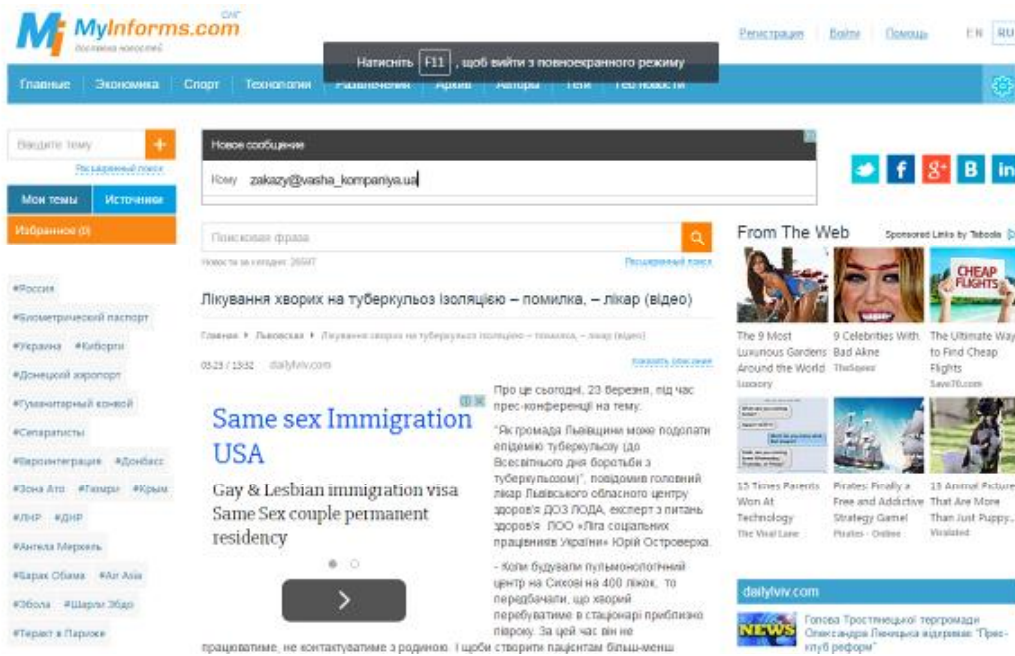 СНГ
MyInforms.com
доставка новостей
Регистрация Войти Помощь EN RU
Натисніть F11 , щоб вийти з повноекранного режиму
Главные Экономика Спорт Технологии Развлечения Архив Авторы Теги Гео новости
Введите тему +
Расширенный поиск
Мои темы Источники
Избранное (0)
#Россия
#Биометрический паспорт
#Украина #Киборги
#Донецкий аэропорт
#Гуманитарный конвой
#Сепаратисты
#Евроинтеграция #Донбасс
#Зона Ато #Крым
#ЛНР #ДНР
#Ангела Меркель
#Барак Обама #Air Asia
#Эбола #Шарли Эбдо
#Теракт в Париже
Новое сообщение
Кому zakazy@vasha_kompaniya.ua
Поисковая фраза
Новости за сегодня: 26597
Расширенный поиск
Лікування хворих на туберкульоз ізоляцією – помилка, – лікар (відео)
Главная Львовская Лікування хворих на туберкульоз ізоляцією – помилка, – лікар (відео)
03:23 / 13:32 dailylviv.com
показать описание
Same sex Immigration
USA
Gay & Lesbian immigration visa
Same Sex couple permanent
residency
Про це сьогодні, 23 березня, під час
прес-конференції на тему:
"Як громада Львівщини може подолати
епідемію туберкульозу (до
Всесвітнього дня боротьби з
туберкульозом)", повідомив головний
лікар Львівського обласного центру
здоров'я ДОЗ ЛОДА, експерт з питань
здоров'я ЛОО «Ліга соціальних
працівників України» Юрій Островерха.
- Коли будували пульмонологічний
центр на Сихові на 400 ліжок, то
передбачали, що хворий
перебуватиме в стаціонарі приблизно
півроку. За цей час він не
працюватиме, не контактуватиме з родиною. І щоби створити пацієнтам більш-менш
From The Web Sponsored Links by Taboola
CHEAP
FLIGHTS
The 9 Most
Luxurious Gardens
Around the World
Luxxory
9 Celebrities With
Bad Akne
The Ultimate Way
to Find Cheap
Flights
Save70.com
15 Times Parents
Won At
Technology
The Viral Lane
Pirates: Finally a
Free and Addictive
Strategy Game!
Pirates - Online
13 Animal Picture
That Are More
Than Just Puppy..
Viralated
dailylviv.com
NEWS
Голова Тростянецької тергромади
Олександра відкриває "Прес-
клуб реформ"